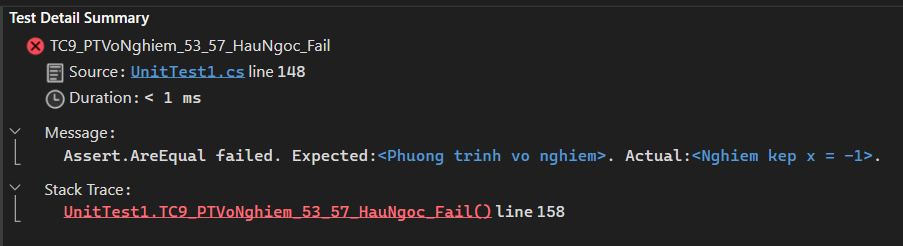 Test Detail Summary
TC9_PTVoNghiem_53_57_HauNgoc_Fail
Source: UnitTest1.cs line 148
Duration: < 1 ms
Message:
Assert.AreEqual failed. Expected:<Phuong trinh vo nghiem>. Actual:<Nghiem kep x = -1>.
Stack Trace:
UnitTest1.TC9_PTVoNghiem_53_57_HauNgoc_Fail() line 158